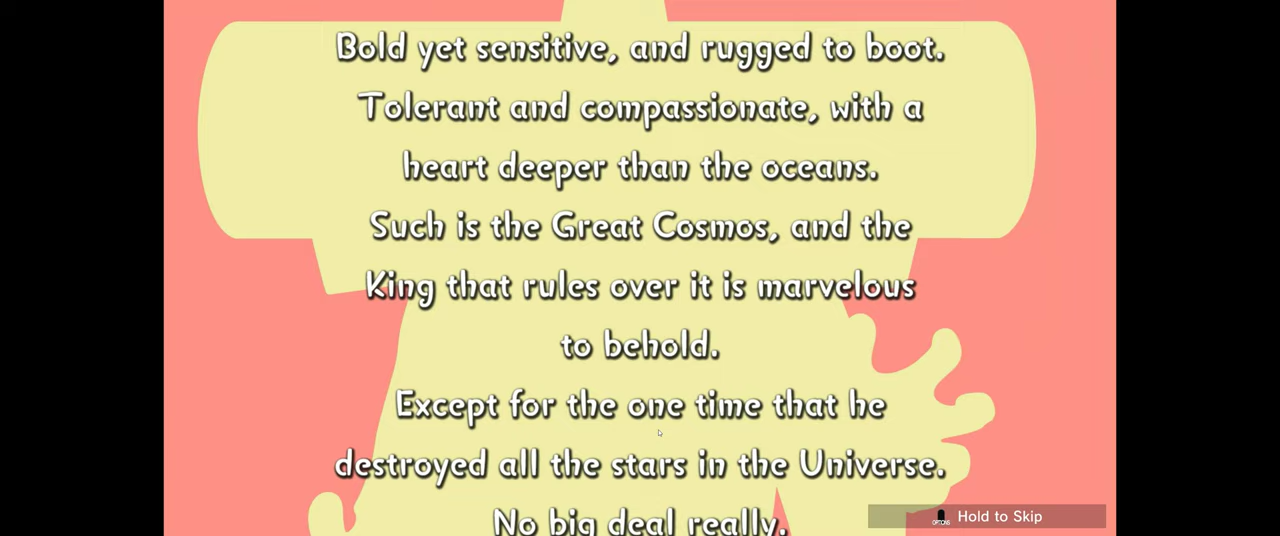 Bold yet sensitive, and rugged to boot.
Tolerant and compassionate, with a
heart deeper than the oceans.
Such is the Great Cosmos, and the
King that rules over it is marvelous
to behold.
Except for the one time that he
destroyed all the stars in the Universe.
No big deal really.
OPTIONS Hold to Skip